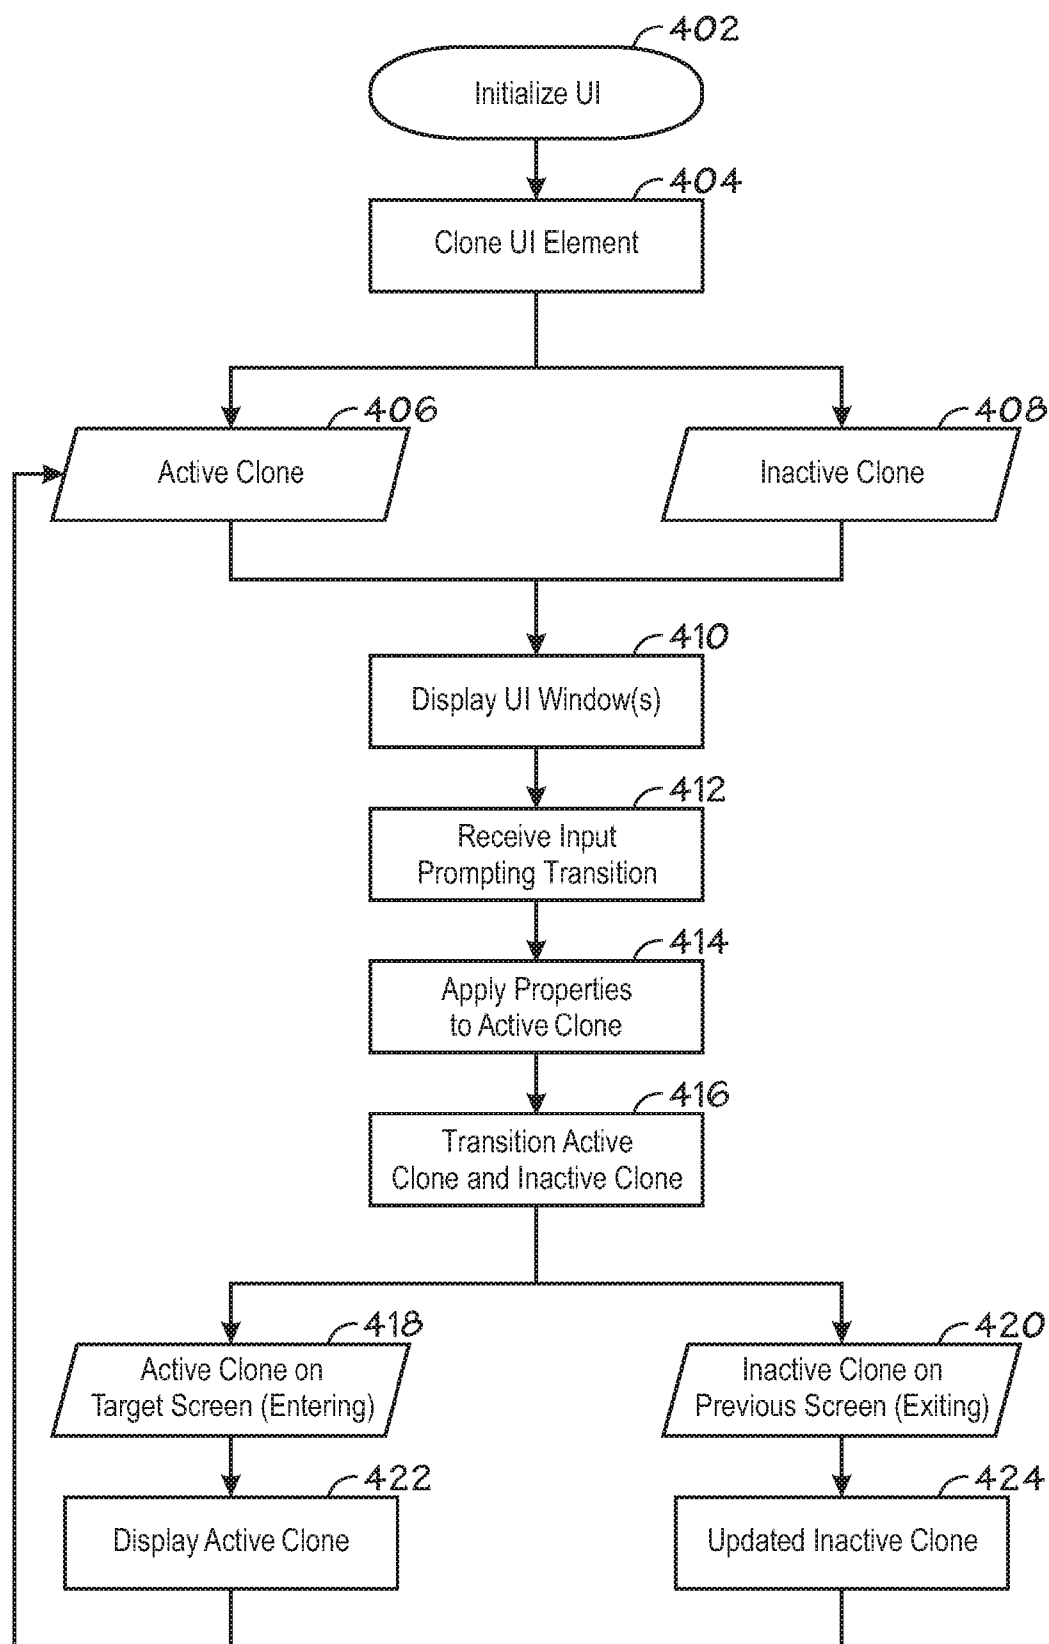 402
Initialize UI
404
Clone UI Element
406
Active Clone
408
Inactive Clone
410
Display UI Window(s)
412
Receive Input
Prompting Transition
414
Apply Properties
to Active Clone
416
Transition Active
Clone and Inactive Clone
418
Active Clone on
Target Screen (Entering)
420
Inactive Clone on
Previous Screen (Exiting)
422
Display Active Clone
424
Updated Inactive Clone